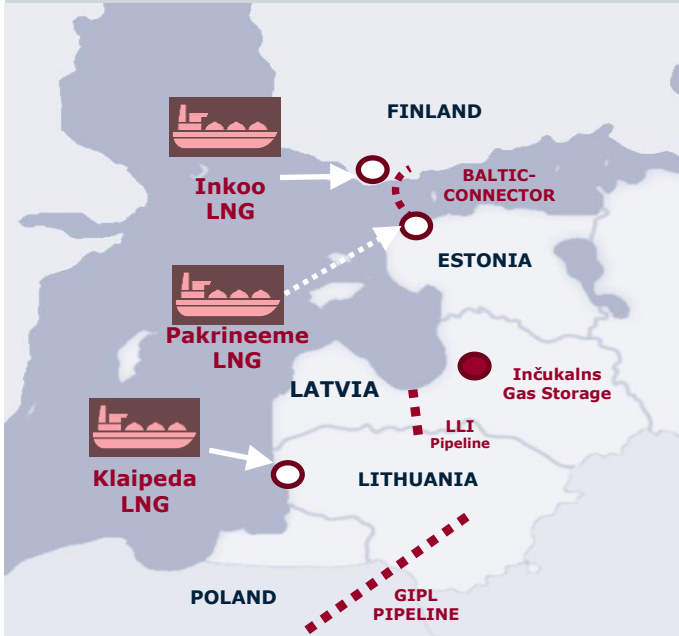 FINLAND
Inkoo
LNG
BALTIC-
CONNECTOR
ESTONIA
Pakrineeme
LNG
LATVIA
Inčukalns
Gas Storage
LLI
Pipeline
Klaipeda
LNG
LITHUANIA
POLAND
GIPL
PIPELINE